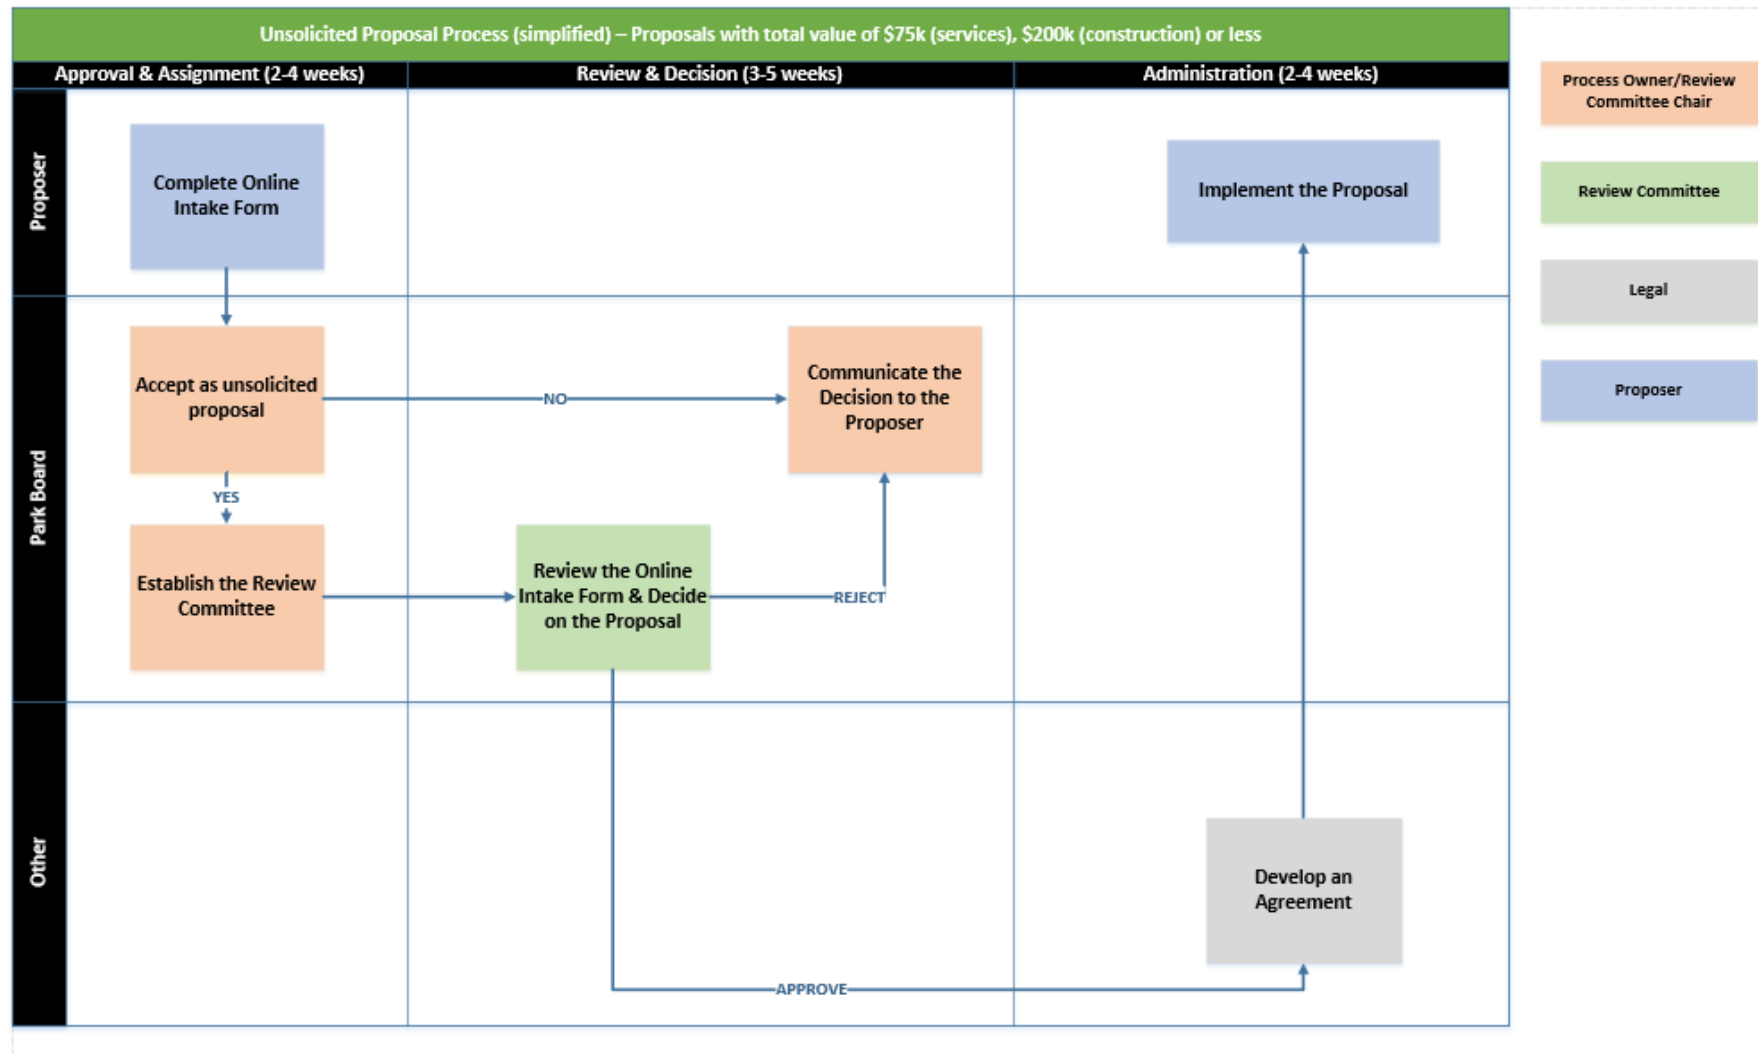 Unsolicited Proposal Process (simplified) – Proposals with total value of $75k (services), $200k (construction) or less
Approval & Assignment (2-4 weeks)
Review & Decision (3-5 weeks)
Administration (2-4 weeks)
Proposer
Complete Online
Intake Form
Implement the Proposal
Park Board
Accept as unsolicited
proposal
NO
Communicate the
Decision to the
Proposer
YES
Establish the Review
Committee
Review the Online
Intake Form & Decide
on the Proposal
REJECT
Other
Develop an
Agreement
APPROVE
Process Owner/Review
Committee Chair
Review Committee
Legal
Proposer